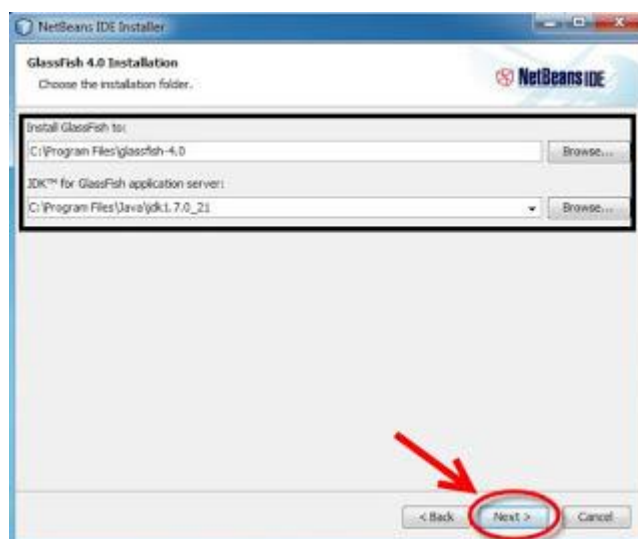 NetBeans IDE Installer
GlassFish 4.0 Installation
Choose the installation folder.
NetBeans IDE
Install GlassFish to:
C:\Program Files\glassfish-4.0
Browse...
JDK™ for GlassFish application server:
C:\Program Files\Java\jdk1.7.0_21
Browse...
< Back
Next >
Cancel